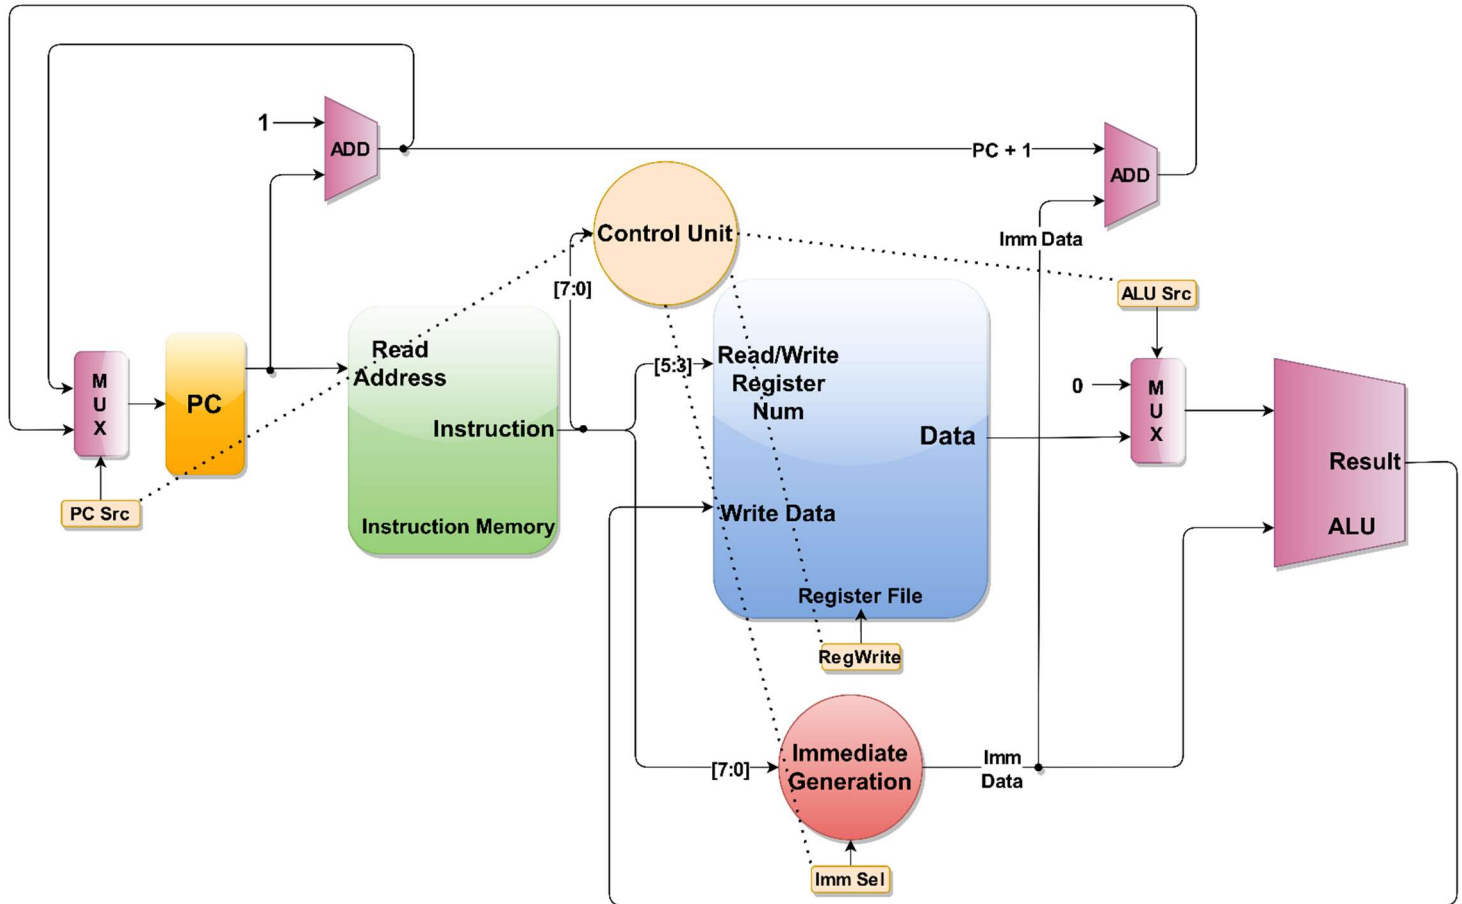 1
ADD
PC + 1
ADD
Control Unit
Imm Data
[7:0]
ALU Src
Read
Address
[5:3]
Read/Write
Register
Num
M
U
X
PC
0
M
U
X
Instruction
Data
Result
PC Src
Instruction Memory
Write Data
ALU
Register File
RegWrite
Immediate
Generation
[7:0]
Imm
Data
Imm Sel